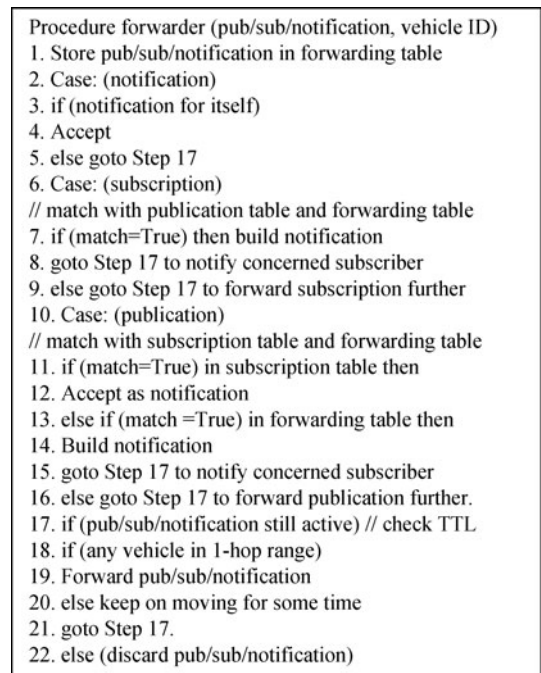 Procedure forwarder (pub/sub/notification, vehicle ID)
1. Store pub/sub/notification in forwarding table
2. Case: (notification)
3. if (notification for itself)
4. Accept
5. else goto Step 17
6. Case: (subscription)
// match with publication table and forwarding table
7. if (match=True) then build notification
8. goto Step 17 to notify concerned subscriber
9. else goto Step 17 to forward subscription further
10. Case: (publication)
// match with subscription table and forwarding table
11. if (match=True) in subscription table then
12. Accept as notification
13. else if (match =True) in forwarding table then
14. Build notification
15. goto Step 17 to notify concerned subscriber
16. else goto Step 17 to forward publication further.
17. if (pub/sub/notification still active) // check TTL
18. if (any vehicle in 1-hop range)
19. Forward pub/sub/notification
20. else keep on moving for some time
21. goto Step 17.
22. else (discard pub/sub/notification)